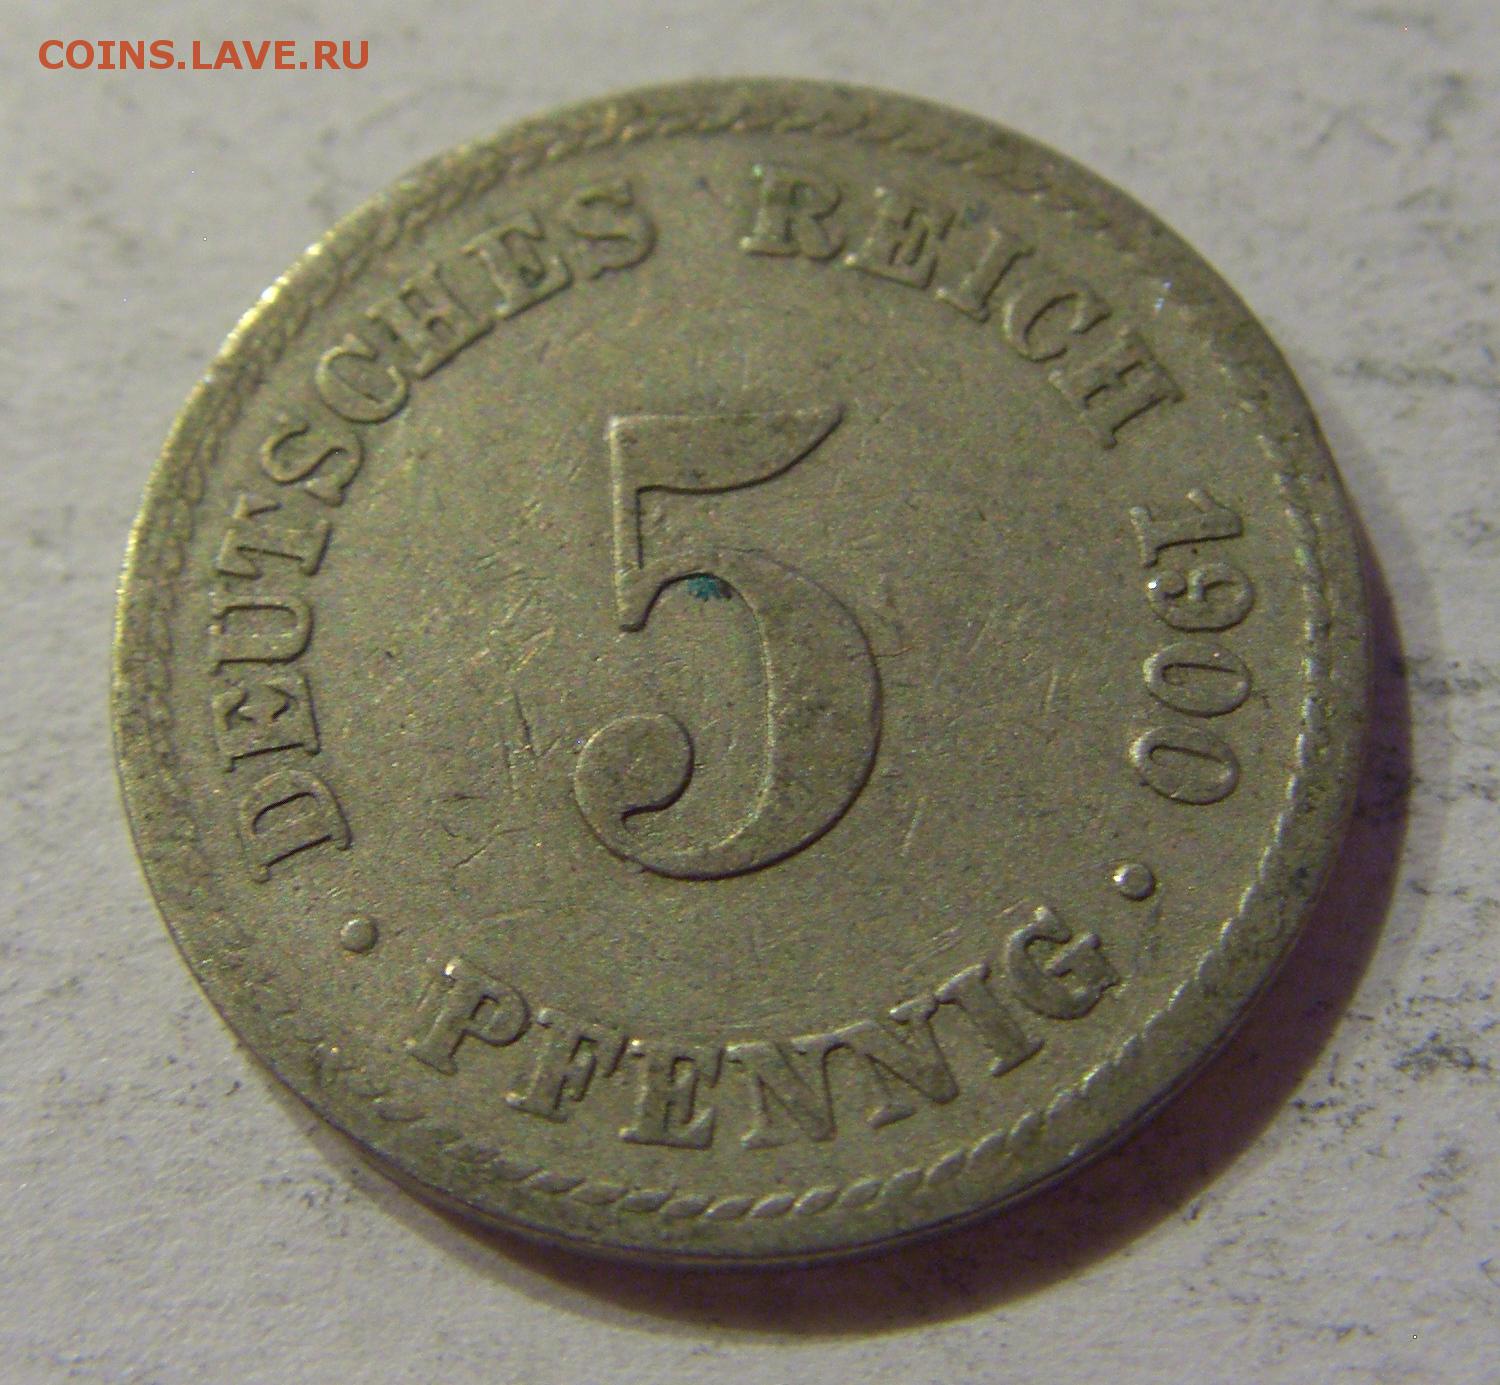 COINS.LAVE.RU
DEUTSCHES REICH 1900
5
• PFENNIG •